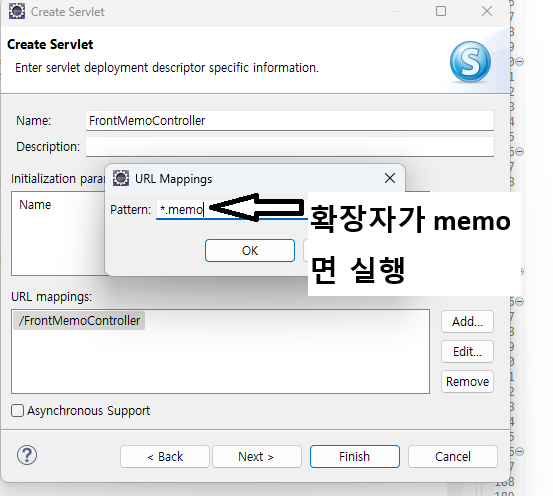 Create Servlet
Create Servlet
Enter servlet deployment descriptor specific information.
S
Name: FrontMemoController
Description:
Initialization para
Name
URL Mappings
Pattern: *.memo
확장자가 memo
면 실행
OK
URL mappings:
/FrontMemoController
Add...
Edit...
Remove
Asynchronous Support
?
< Back
Next >
Finish
Cancel